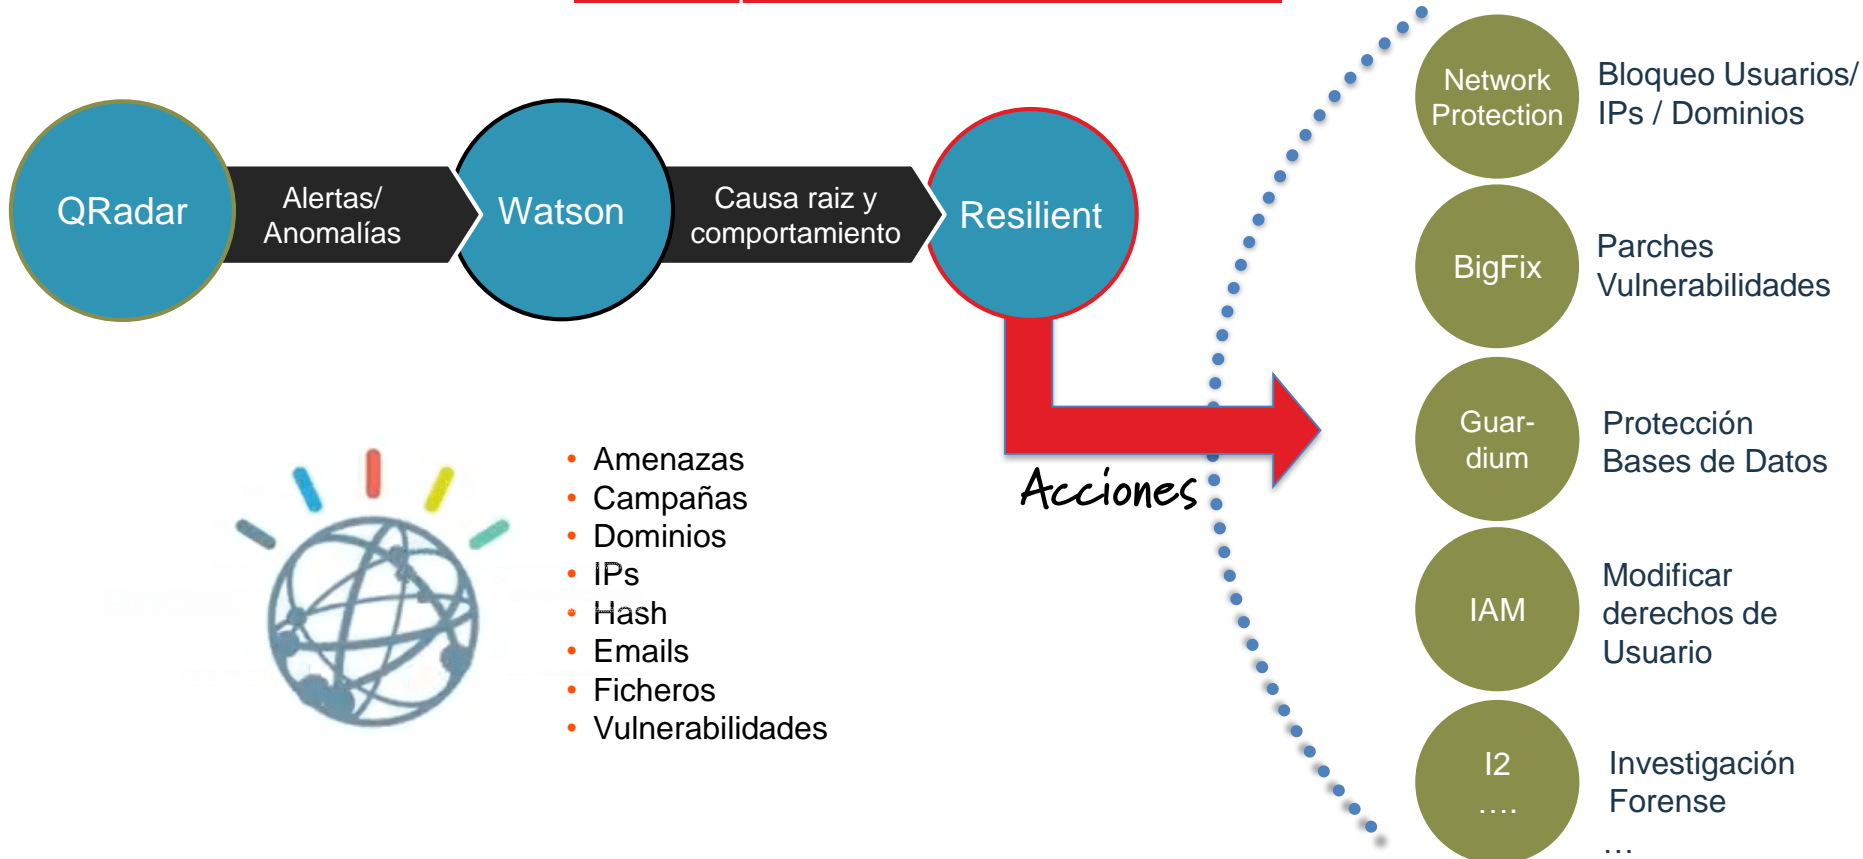 QRadar
Alertas/
Anomalías
Watson
Causa raiz y
comportamiento
Resilient
Acciones
• Amenazas
• Campañas
• Dominios
• IPs
• Hash
• Emails
• Ficheros
• Vulnerabilidades
Network
Protection
Bloqueo Usuarios/
IPs / Dominios
BigFix
Parches
Vulnerabilidades
Guar-
dium
Protección
Bases de Datos
IAM
Modificar
derechos de
Usuario
I2
....
Investigación
Forense
...